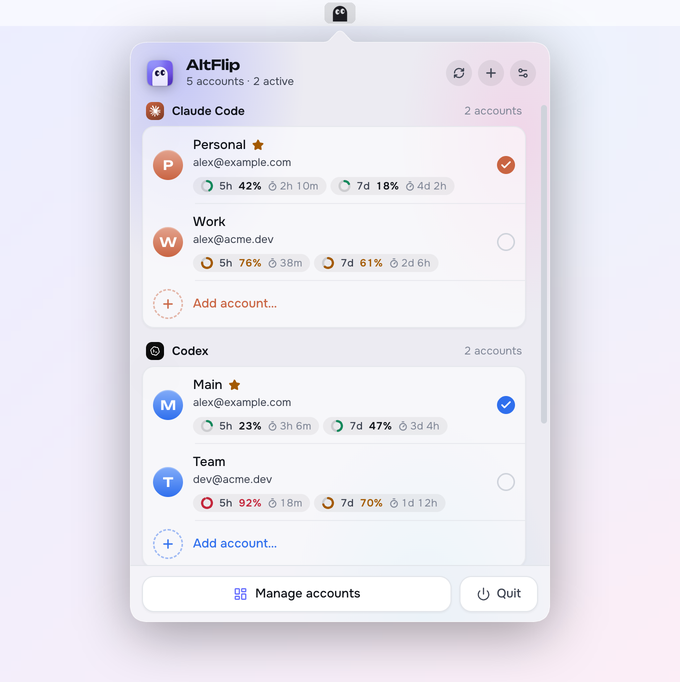 AltFlip
5 accounts · 2 active
Claude Code 2 accounts
P Personal
alex@example.com
5h 42% 2h 10m 7d 18% 4d 2h
W Work
alex@acme.dev
5h 76% 38m 7d 61% 2d 6h
Add account...
Codex 2 accounts
M Main
alex@example.com
5h 23% 3h 6m 7d 47% 3d 4h
T Team
dev@acme.dev
5h 92% 18m 7d 70% 1d 12h
Add account...
Manage accounts Quit